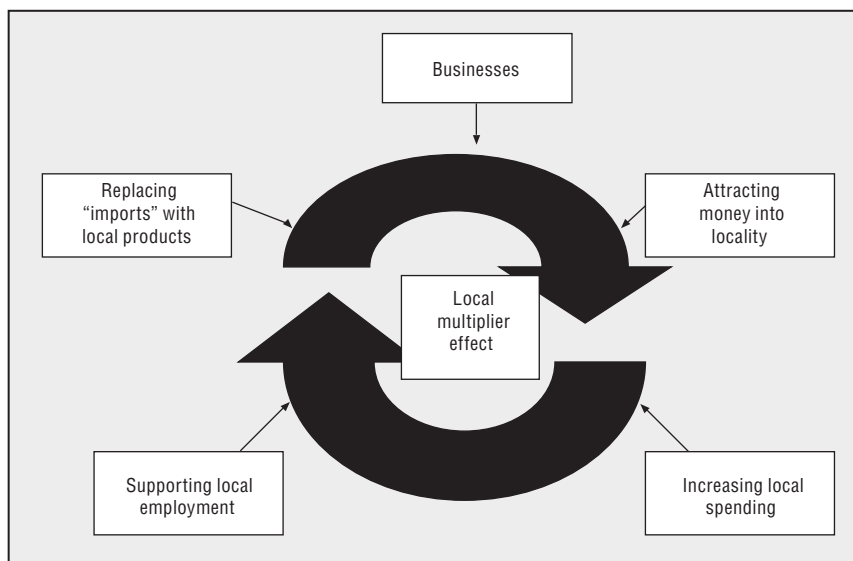 Businesses
Replacing
“imports” with
local products
Attracting
money into
locality
Local
multiplier
effect
Supporting local
employment
Increasing local
spending